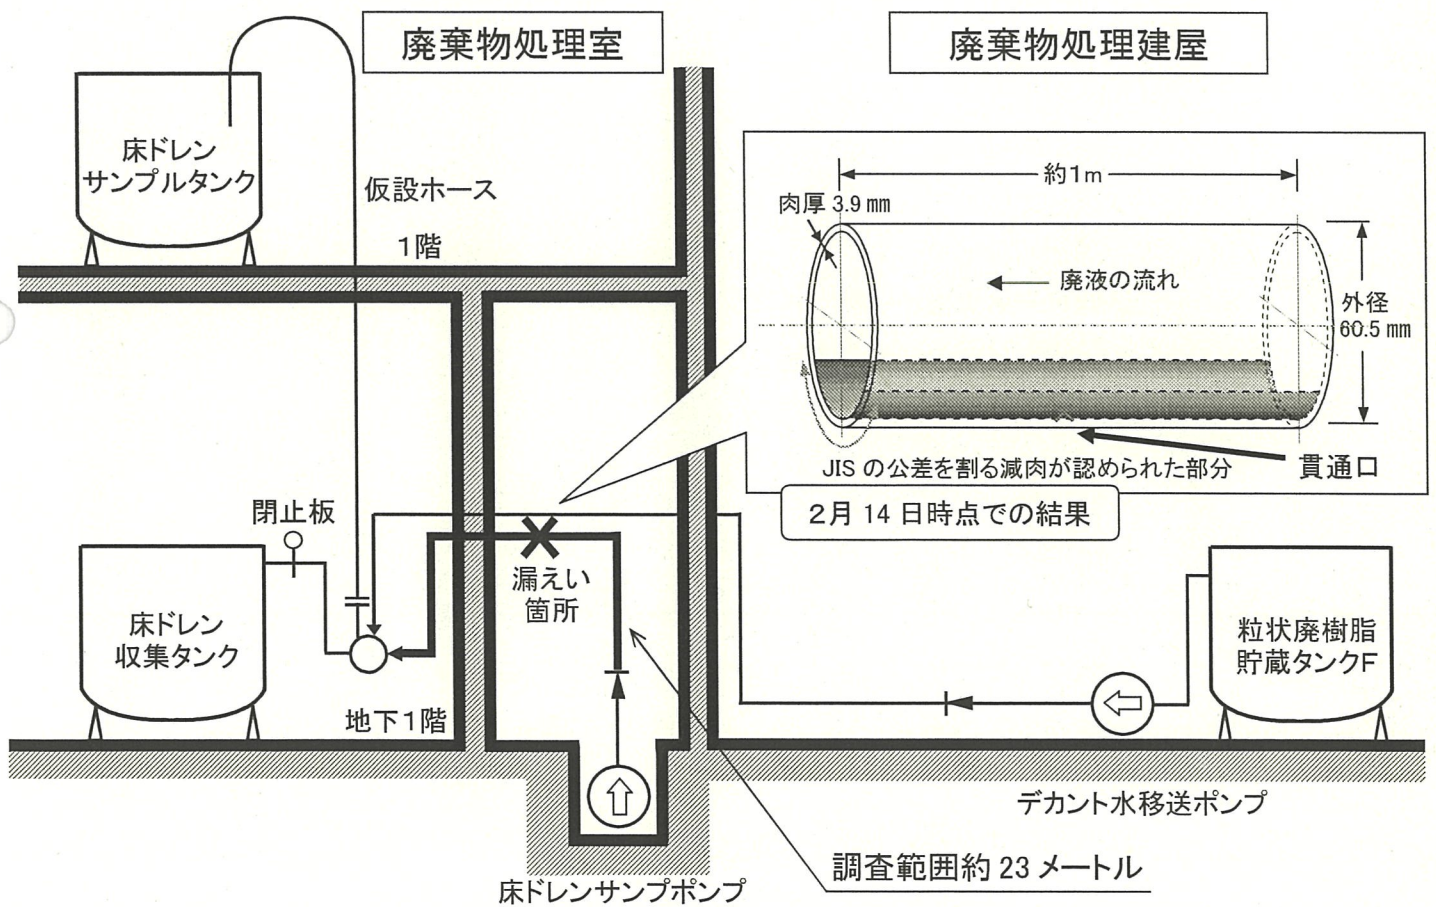 廃棄物処理室
廃棄物処理建屋
床ドレン
サンプルタンク
仮設ホース
1階
約1m
肉厚 3.9 mm
廃液の流れ
外径
60.5 mm
JIS の公差を割る減肉が認められた部分
貫通口
2月 14 日時点での結果
閉止板
漏えい
箇所
床ドレン
収集タンク
地下1階
粒状廃樹脂
貯蔵タンクF
デカント水移送ポンプ
調査範囲約 23 メートル
床ドレンサンプポンプ